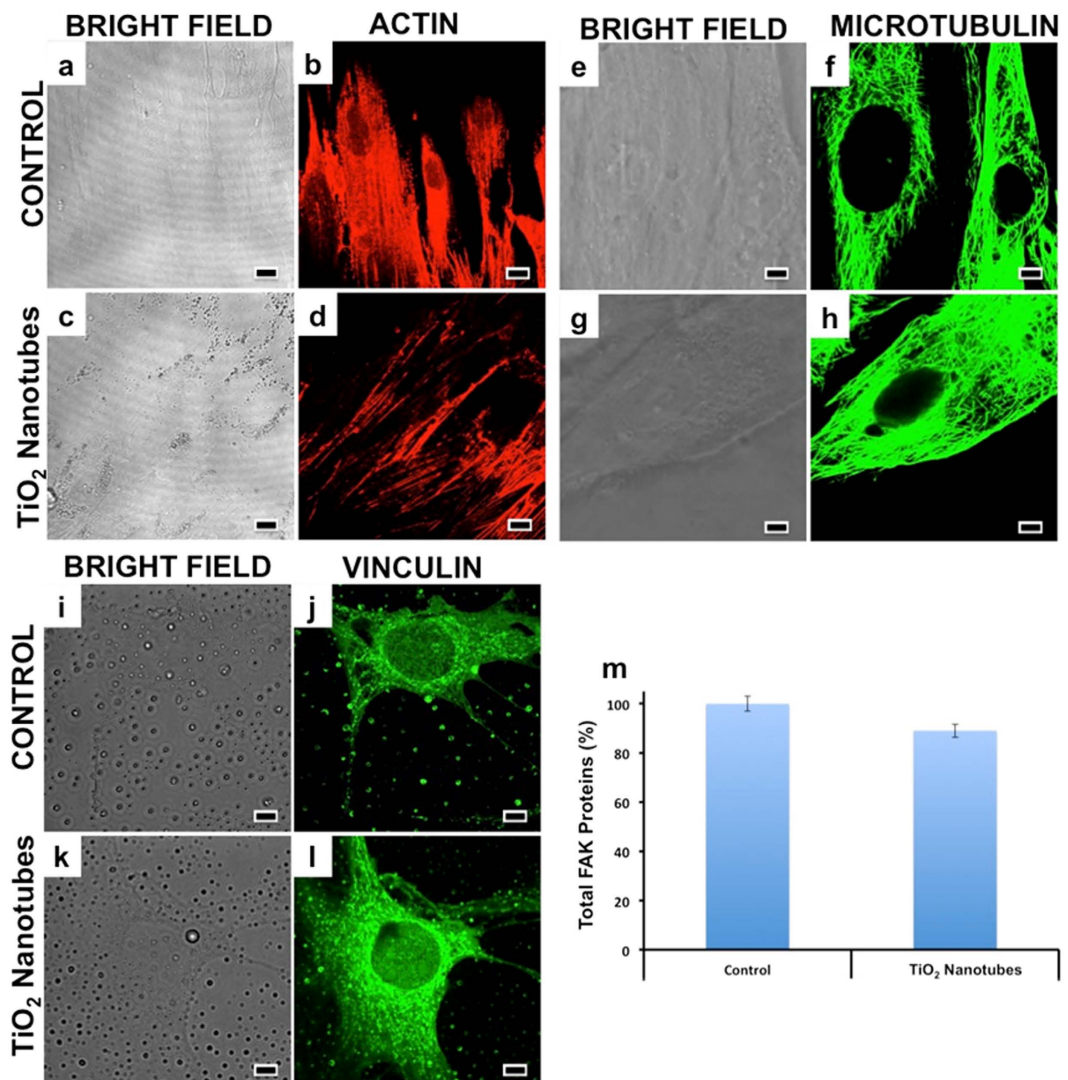 BRIGHT FIELD ACTIN BRIGHT FIELD MICROTUBULIN
CONTROL
a b e f
TiO₂ Nanotubes
c d g h
BRIGHT FIELD VINCULIN
CONTROL
i j
TiO₂ Nanotubes
k l
m
Total FAK Proteins (%)
100
80
60
40
20
0
Control TiO₂ Nanotubes